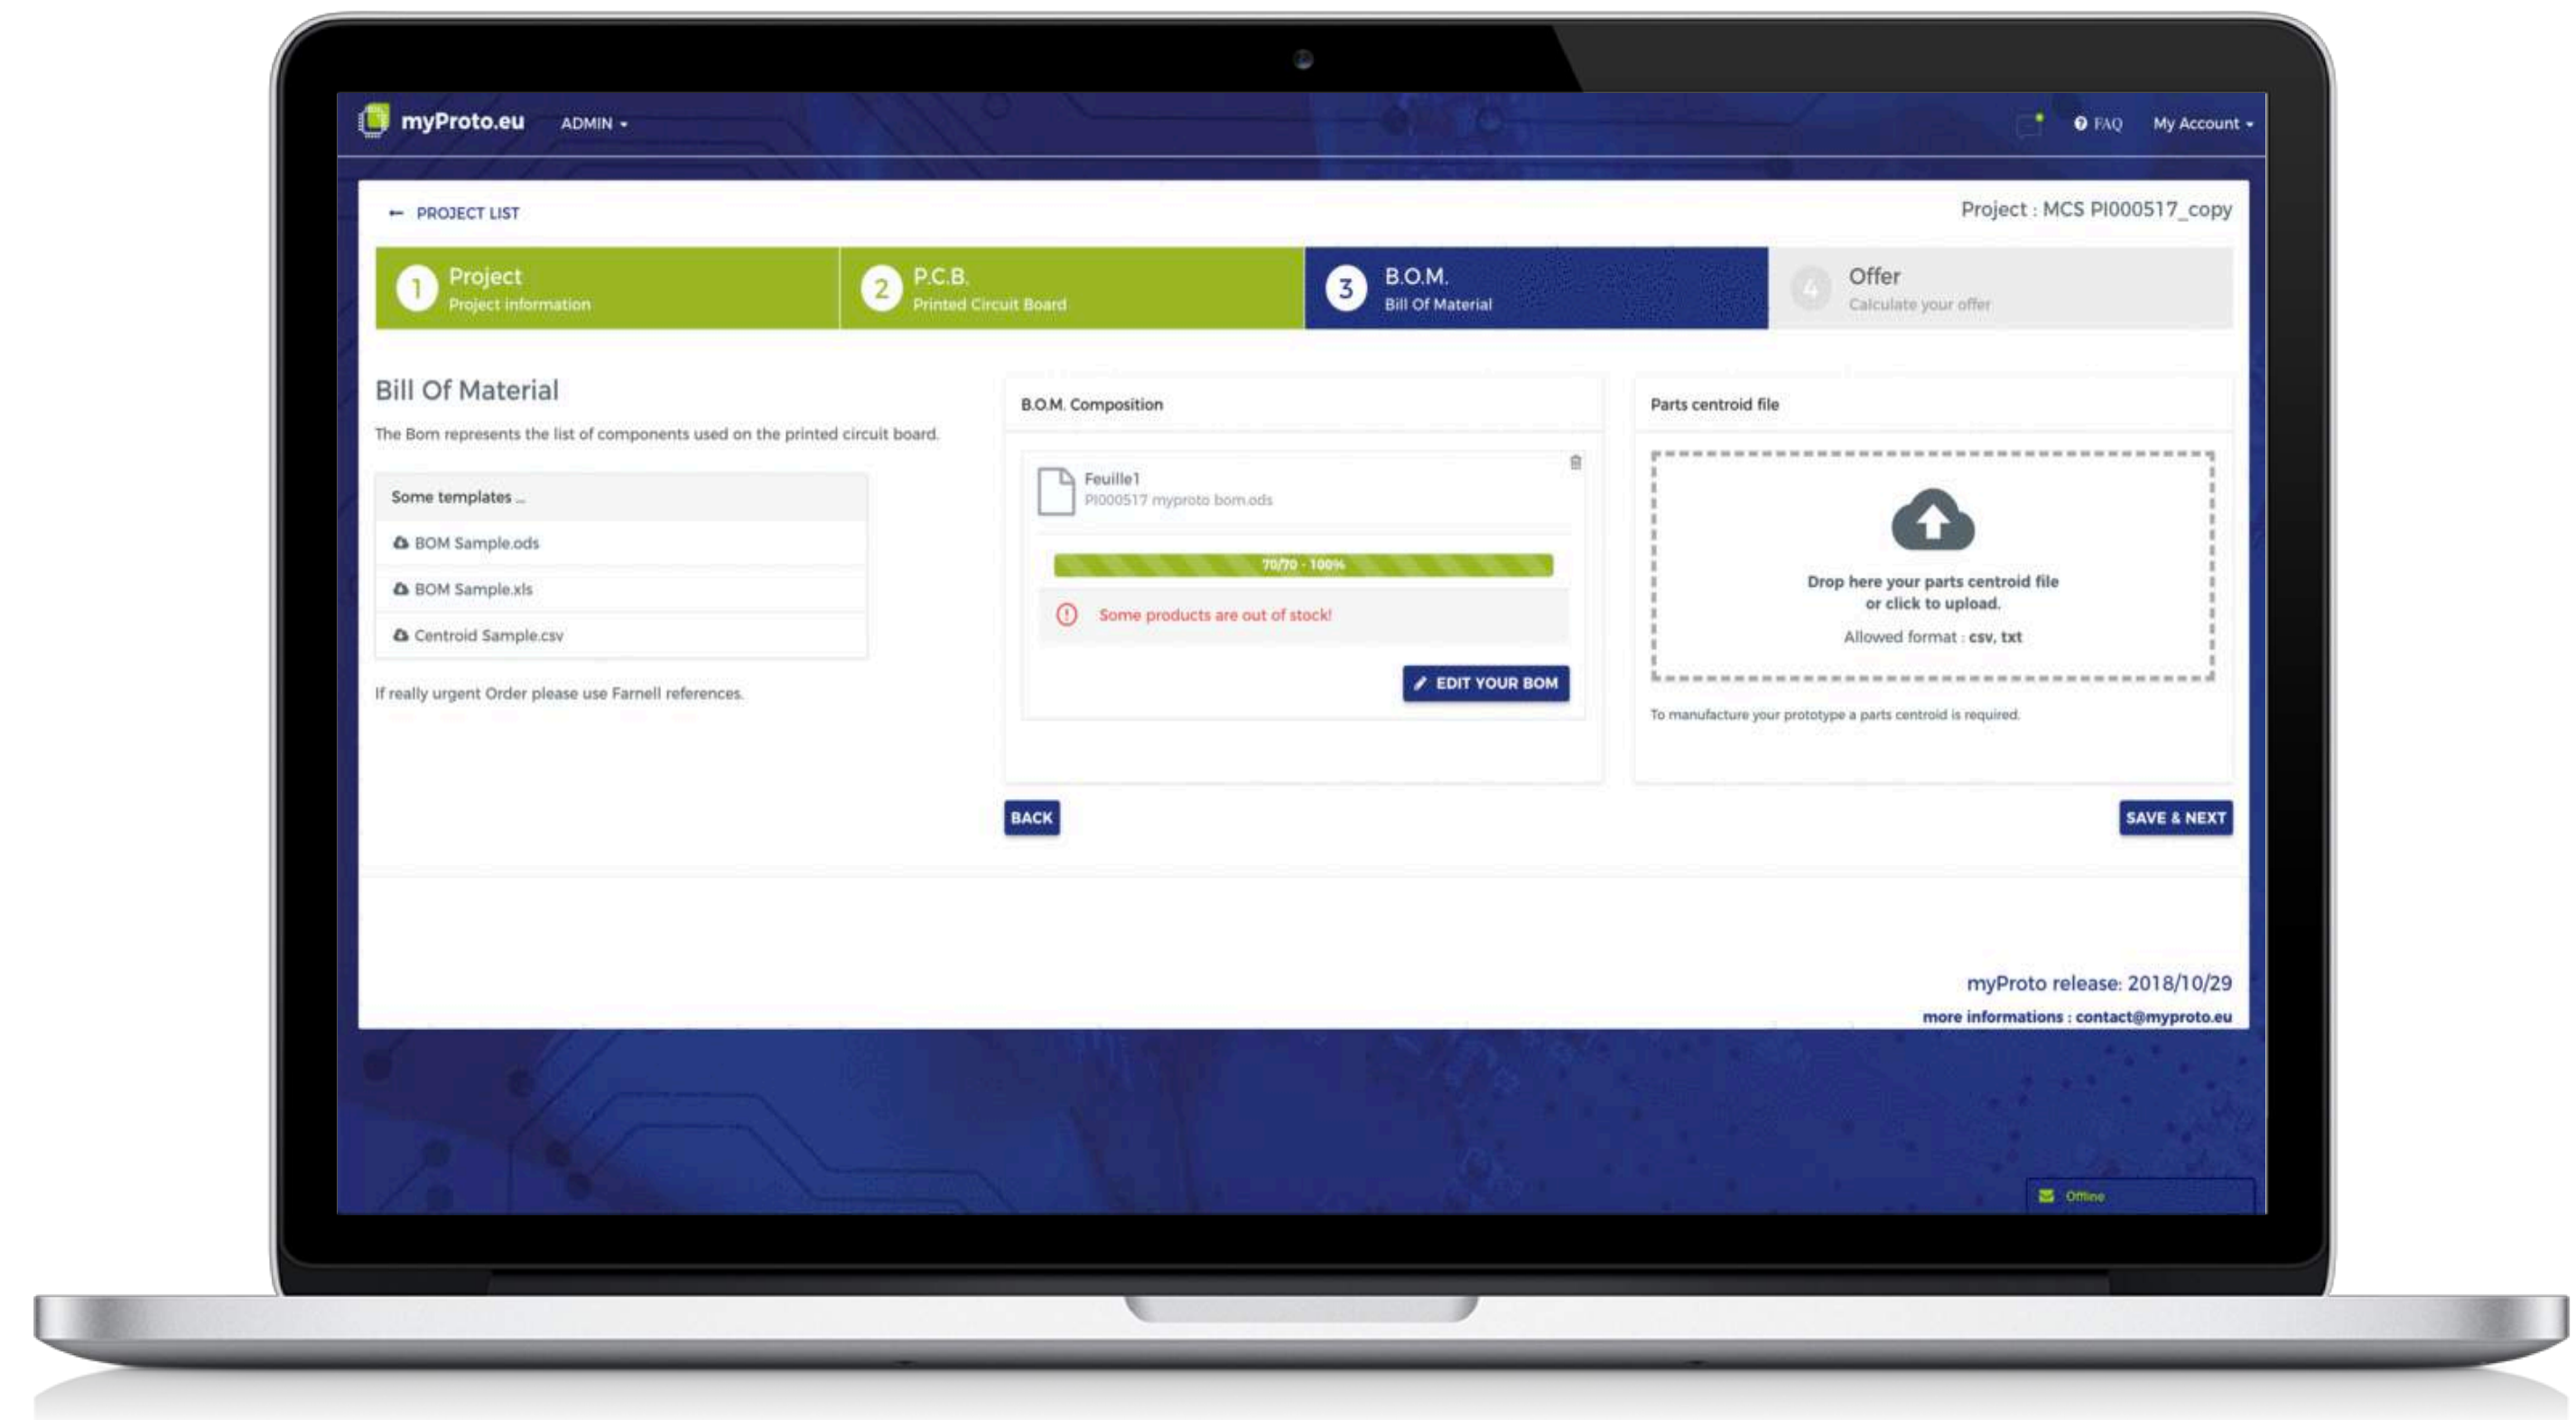 myProto.eu
ADMIN
FAQ
My Account
← PROJECT LIST
Project : MCS PI000517_copy
1 Project
Project information
2 P.C.B.
Printed Circuit Board
3 B.O.M.
Bill Of Material
4 Offer
Calculate your offer
Bill Of Material
The Bom represents the list of components used on the printed circuit board.
Some templates ...
BOM Sample.ods
BOM Sample.xls
Centroid Sample.csv
If really urgent Order please use Farnell references.
B.O.M. Composition
Feuille1
PI000517 myproto bom.ods
70/70 - 100%
Some products are out of stock!
EDIT YOUR BOM
Parts centroid file
Drop here your parts centroid file
or click to upload.
Allowed format : csv, txt
To manufacture your prototype a parts centroid is required.
BACK
SAVE & NEXT
myProto release: 2018/10/29
more informations : contact@myproto.eu
Offline